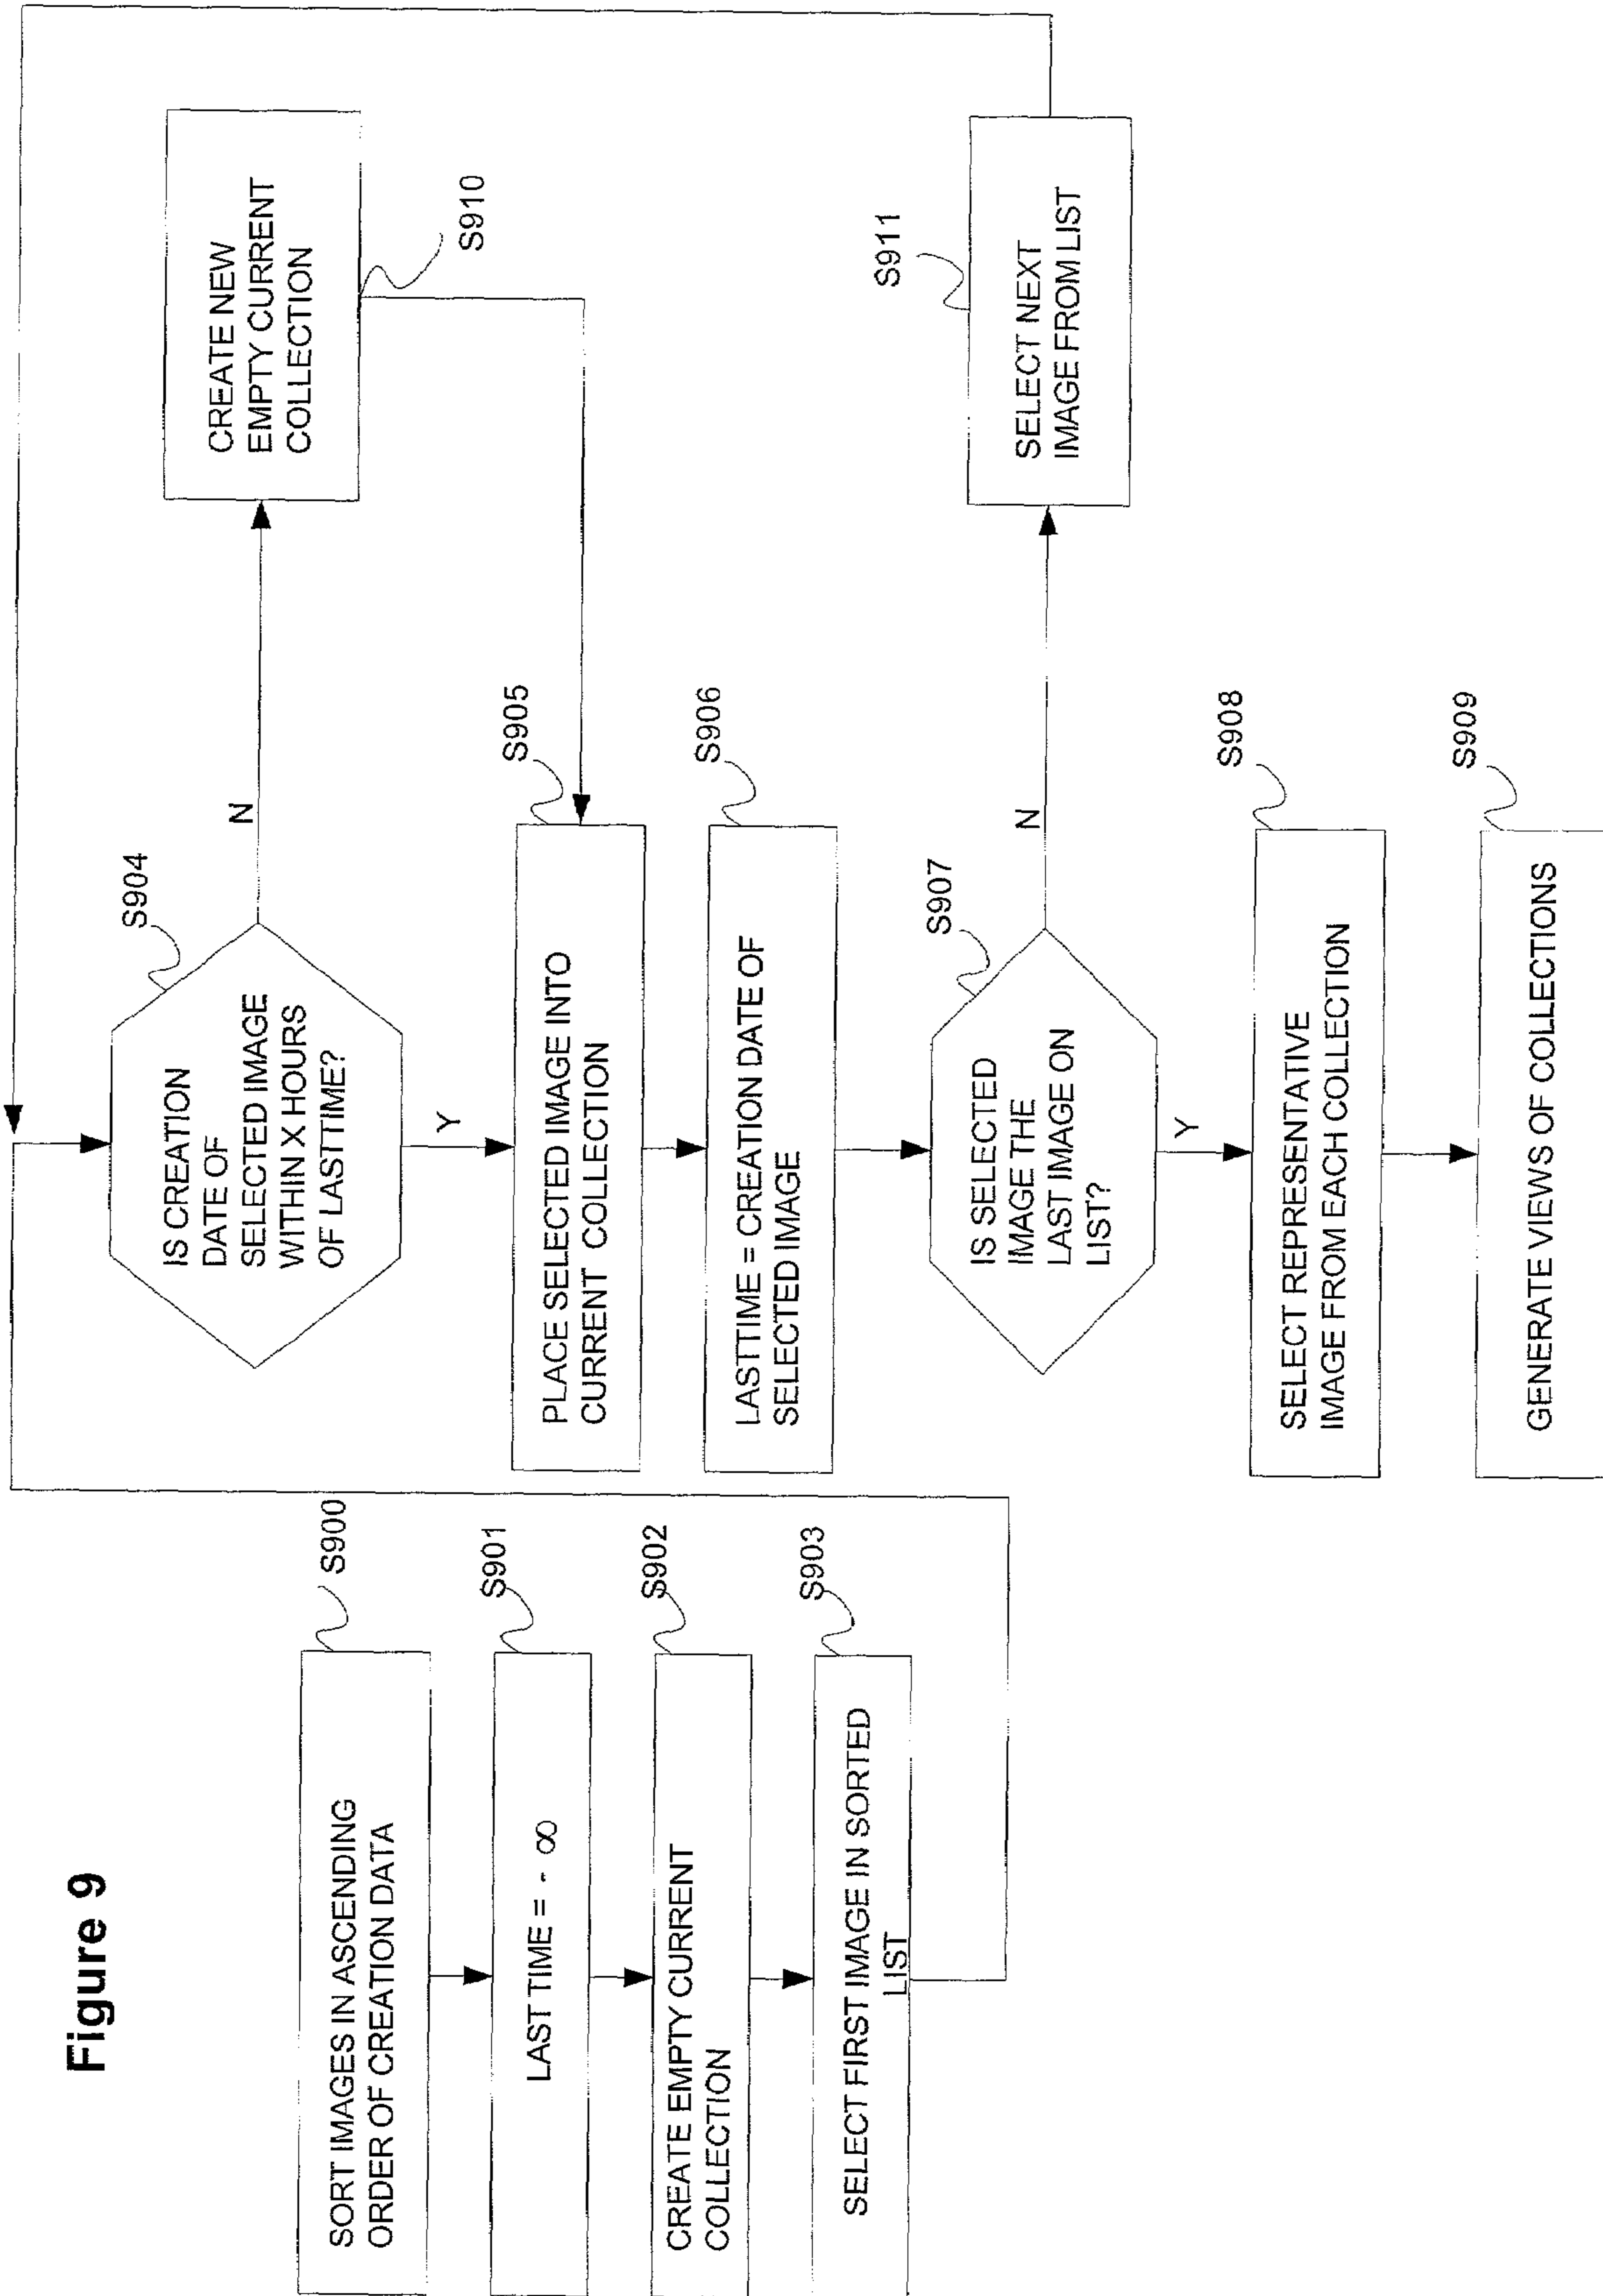 Figure 9
SORT IMAGES IN ASCENDING
ORDER OF CREATION DATA
S900
LAST TIME = - ∞
S901
CREATE EMPTY CURRENT
COLLECTION
S902
SELECT FIRST IMAGE IN SORTED
LIST
S903
IS CREATION
DATE OF
SELECTED IMAGE
WITHIN X HOURS
OF LASTTIME?
S904
N
Y
CREATE NEW
EMPTY CURRENT
COLLECTION
S910
PLACE SELECTED IMAGE INTO
CURRENT COLLECTION
S905
LASTTIME = CREATION DATE OF
SELECTED IMAGE
S906
IS SELECTED
IMAGE THE
LAST IMAGE ON
LIST?
S907
N
Y
SELECT NEXT
IMAGE FROM LIST
S911
SELECT REPRESENTATIVE
IMAGE FROM EACH COLLECTION
S908
GENERATE VIEWS OF COLLECTIONS
S909